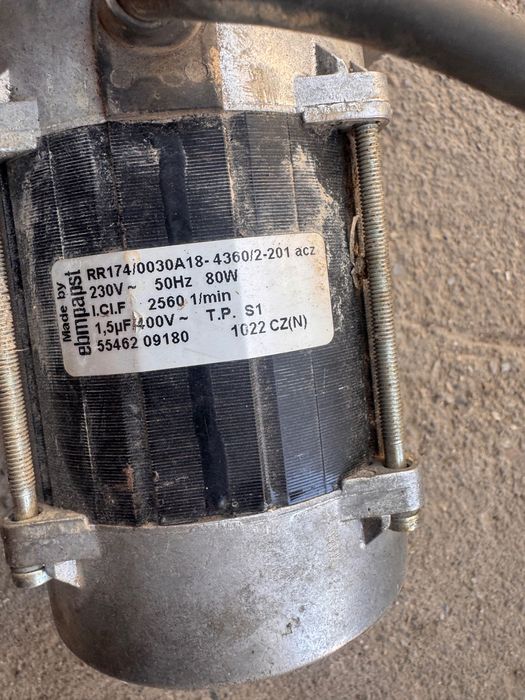 Made by
ebmpapst
RR174/0030A18- 4360/2-201 acz
230V ~ 50Hz 80W
I.Cl.F 2560 1/min
1,5µF/400V ~ T.P. S1
55462 09180 1022 CZ(N)